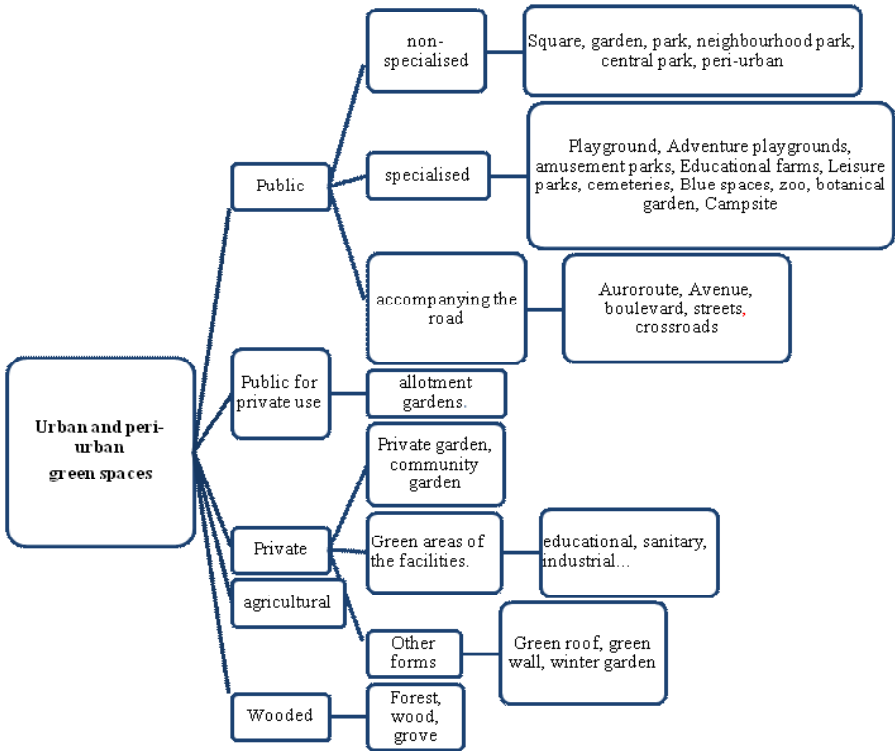 non-
specialised
Square, garden, park, neighbourhood park,
central park, peri-urban
Public
specialised
Playground, Adventure playgrounds,
amusement parks, Educational farms, Leisure
parks, cemeteries, Blue spaces, zoo, botanical
garden, Campsite
accompanying the
road
Auroroute, Avenue,
boulevard, streets,
crossroads
Urban and peri-
urban
green spaces
Public for
private use
allotment
gardens.
Private
Private garden,
community
garden
Green areas of
the facilities.
educational, sanitary,
industrial...
Other
forms
Green roof, green
wall, winter garden
agricultural
Wooded
Forest,
wood,
grove